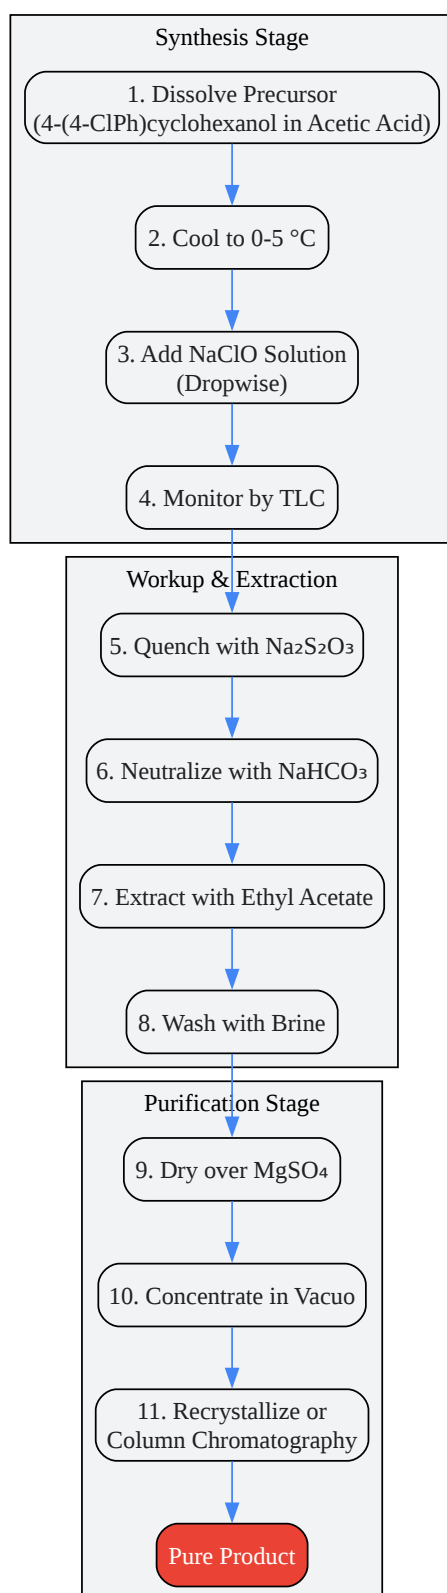 Synthesis Stage
1. Dissolve Precursor
(4-(4-ClPh)cyclohexanol in Acetic Acid)
2. Cool to 0-5 °C
3. Add NaClO Solution
(Dropwise)
4. Monitor by TLC
Workup & Extraction
5. Quench with Na₂S₂O₃
6. Neutralize with NaHCO₃
7. Extract with Ethyl Acetate
8. Wash with Brine
Purification Stage
9. Dry over MgSO₄
10. Concentrate in Vacuo
11. Recrystallize or
Column Chromatography
Pure Product